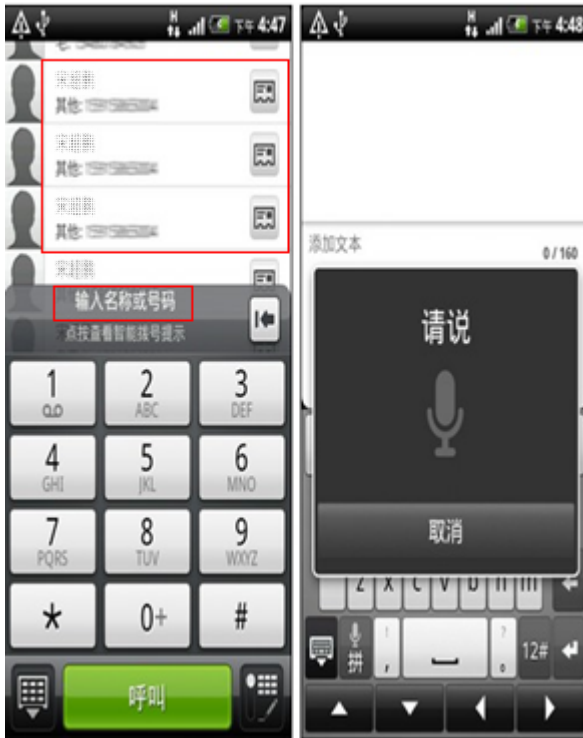 H 下午 4:47
其他:
其他:
其他:
输入名称或号码
点按查看智能拨号提示
1
2 ABC
3 DEF
4 GHI
5 JKL
6 MNO
7 PQRS
8 TUV
9 WXYZ
*
0+
#
呼叫
H 下午 4:48
添加文本
0/160
请说
取消
z x c v b n m
拼 ! , ? 。 12#